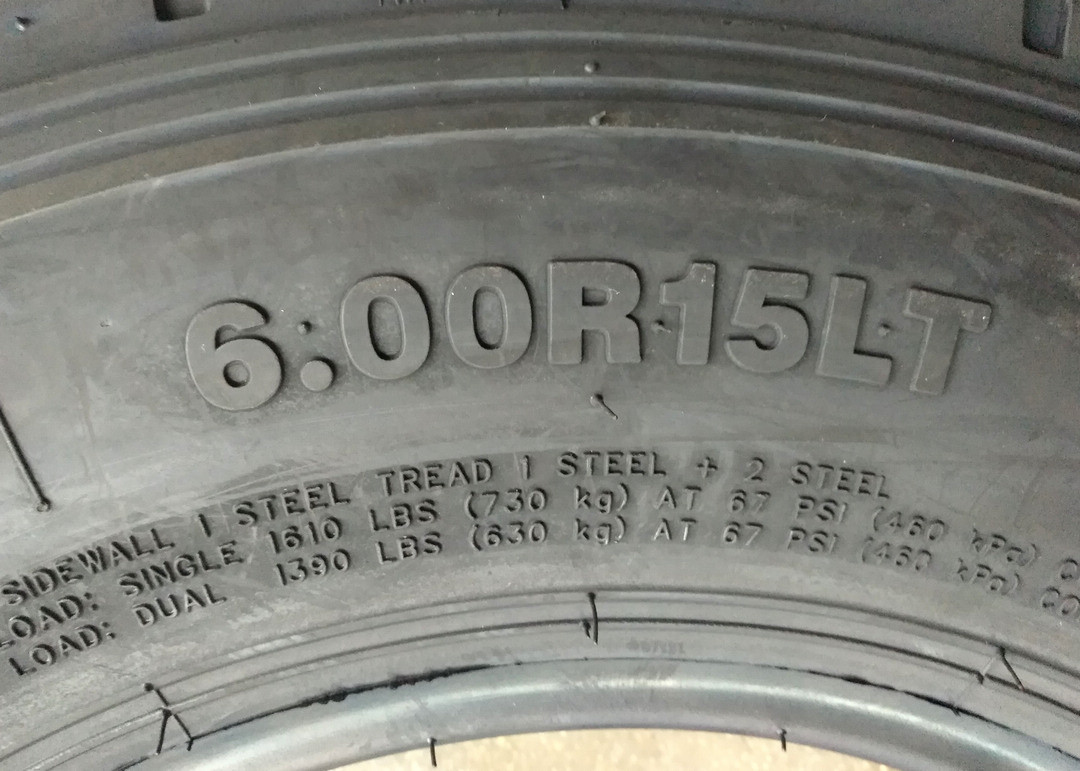 6.00R15LT
SIDEWALL 1 STEEL TREAD 1 STEEL + 2 STEEL
LOAD: SINGLE 1610 LBS (730 kg) AT 67 PSI (460 kPa)
LOAD: DUAL 1390 LBS (630 kg) AT 67 PSI (460 kPa)